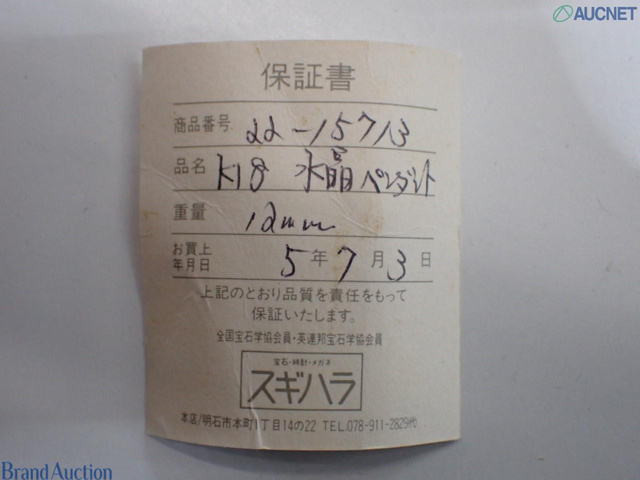 AUCNET
保証書
商品番号 22-15713
品名 K18 水晶ペンダント
重量 12mm
お買上年月日 5年7月3日
上記のとおり品質を責任をもって
保証いたします。
全国宝石学協会員・英連邦宝石学協会員
宝石・時計・メガネ
スギハラ
本店/明石市本町1丁目14の22 TEL.078-911-2829代
Brand Auction